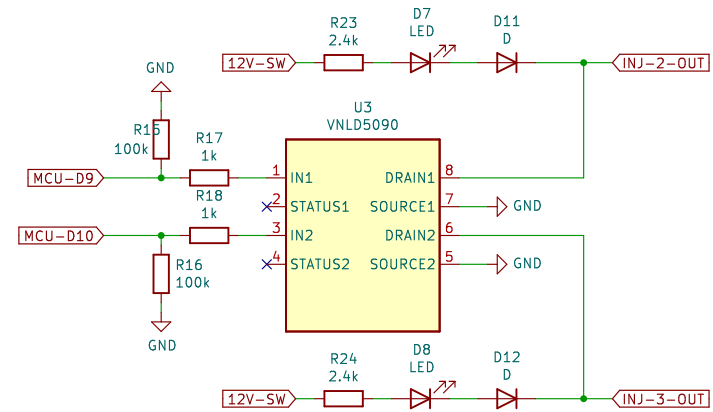 R23
2.4k
D7
LED
D11
D
12V-SW
INJ-2-OUT
GND
R15
100k
R17
1k
U3
VNLD5090
MCU-D9
1
IN1
DRAIN1
8
R18
1k
2
STATUS1
SOURCE1
7
GND
MCU-D10
3
IN2
DRAIN2
6
R16
100k
4
STATUS2
SOURCE2
5
GND
GND
R24
2.4k
D8
LED
D12
D
12V-SW
INJ-3-OUT